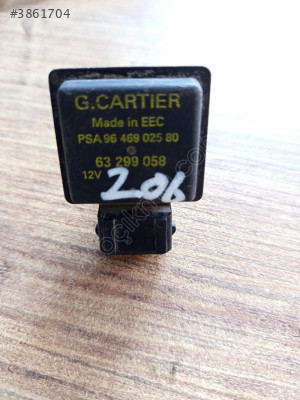 #3861704
G.CARTIER
Made in EEC
PSA 96 469 025 80
63 299 058
12V
206